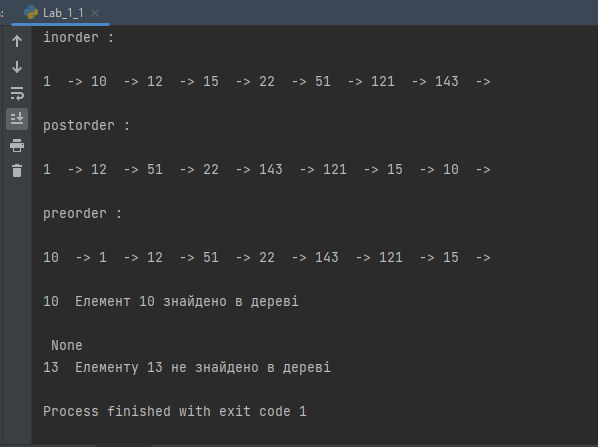 Lab_1_1
inorder :
1 -> 10 -> 12 -> 15 -> 22 -> 51 -> 121 -> 143 ->
postorder :
1 -> 12 -> 51 -> 22 -> 143 -> 121 -> 15 -> 10 ->
preorder :
10 -> 1 -> 12 -> 51 -> 22 -> 143 -> 121 -> 15 ->
10 Елемент 10 знайдено в дереві
None
13 Елементу 13 не знайдено в дереві
Process finished with exit code 1